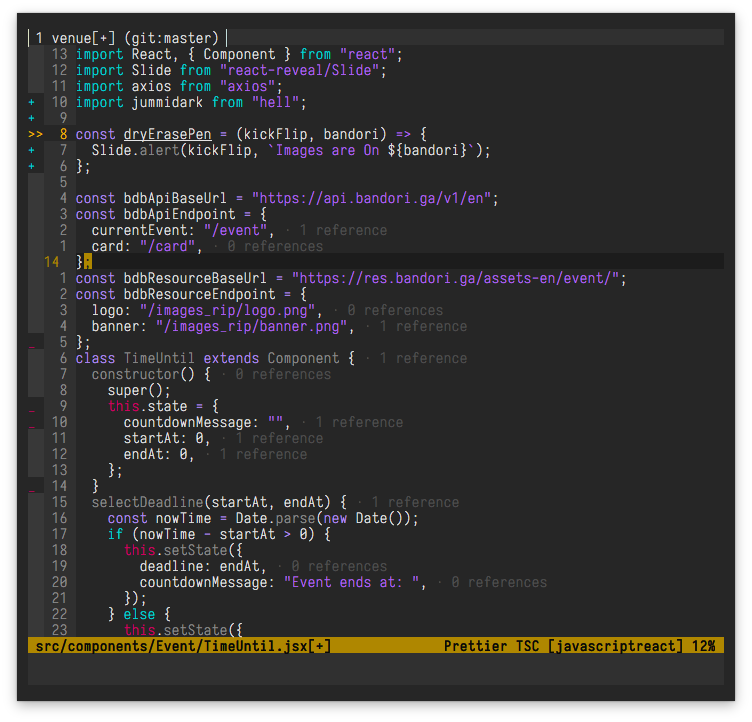 1 venue[+] (git:master)
13 import React, { Component } from "react";
12 import Slide from "react-reveal/Slide";
11 import axios from "axios";
+ 10 import jummidark from "hell";
+ 9
>> 8 const dryErasePen = (kickFlip, bandori) => {
+ 7 Slide.alert(kickFlip, `Images are On ${bandori}`);
+ 6 };
5
4 const bdbApiBaseUrl = "https://api.bandori.ga/v1/en";
3 const bdbApiEndpoint = {
2 currentEvent: "/event", · 1 reference
1 card: "/card", · 0 references
14 };
1 const bdbResourceBaseUrl = "https://res.bandori.ga/assets-en/event/";
2 const bdbResourceEndpoint = {
3 logo: "/images_rip/logo.png", · 0 references
4 banner: "/images_rip/banner.png", · 1 reference
_ 5 };
6 class TimeUntil extends Component { · 1 reference
7 constructor() { · 0 references
8 super();
_ 9 this.state = {
_ 10 countdownMessage: "", · 1 reference
11 startAt: 0, · 1 reference
12 endAt: 0, · 1 reference
13 };
_ 14 }
15 selectDeadline(startAt, endAt) { · 1 reference
16 const nowTime = Date.parse(new Date());
17 if (nowTime - startAt > 0) {
18 this.setState({
19 deadline: endAt, · 0 references
20 countdownMessage: "Event ends at: ", · 0 references
21 });
22 } else {
23 this.setState({
src/components/Event/TimeUntil.jsx[+] Prettier TSC [javascriptreact] 12%